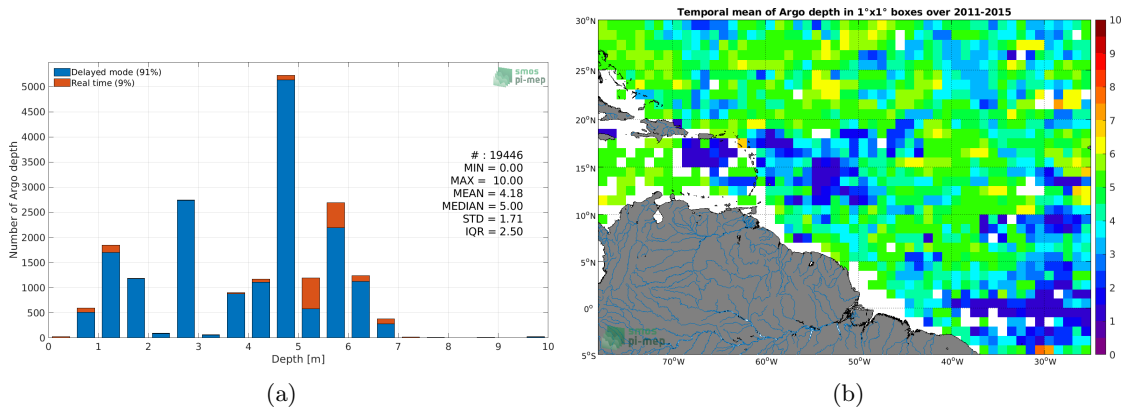 Delayed mode (91%)
Real time (9%)
smos
pi-mep
# : 19446
MIN = 0.00
MAX = 10.00
MEAN = 4.18
MEDIAN = 5.00
STD = 1.71
IQR = 2.50
Number of Argo depth
5000
4500
4000
3500
3000
2500
2000
1500
1000
500
0
0 1 2 3 4 5 6 7 8 9 10
Depth [m]
(a)
Temporal mean of Argo depth in 1°x1° boxes over 2011-2015
30°N
25°N
20°N
15°N
10°N
5°N
0°
5°S
70°W 60°W 50°W 40°W 30°W
smos
pi-mep
10
9
8
7
6
5
4
3
2
1
0
(b)